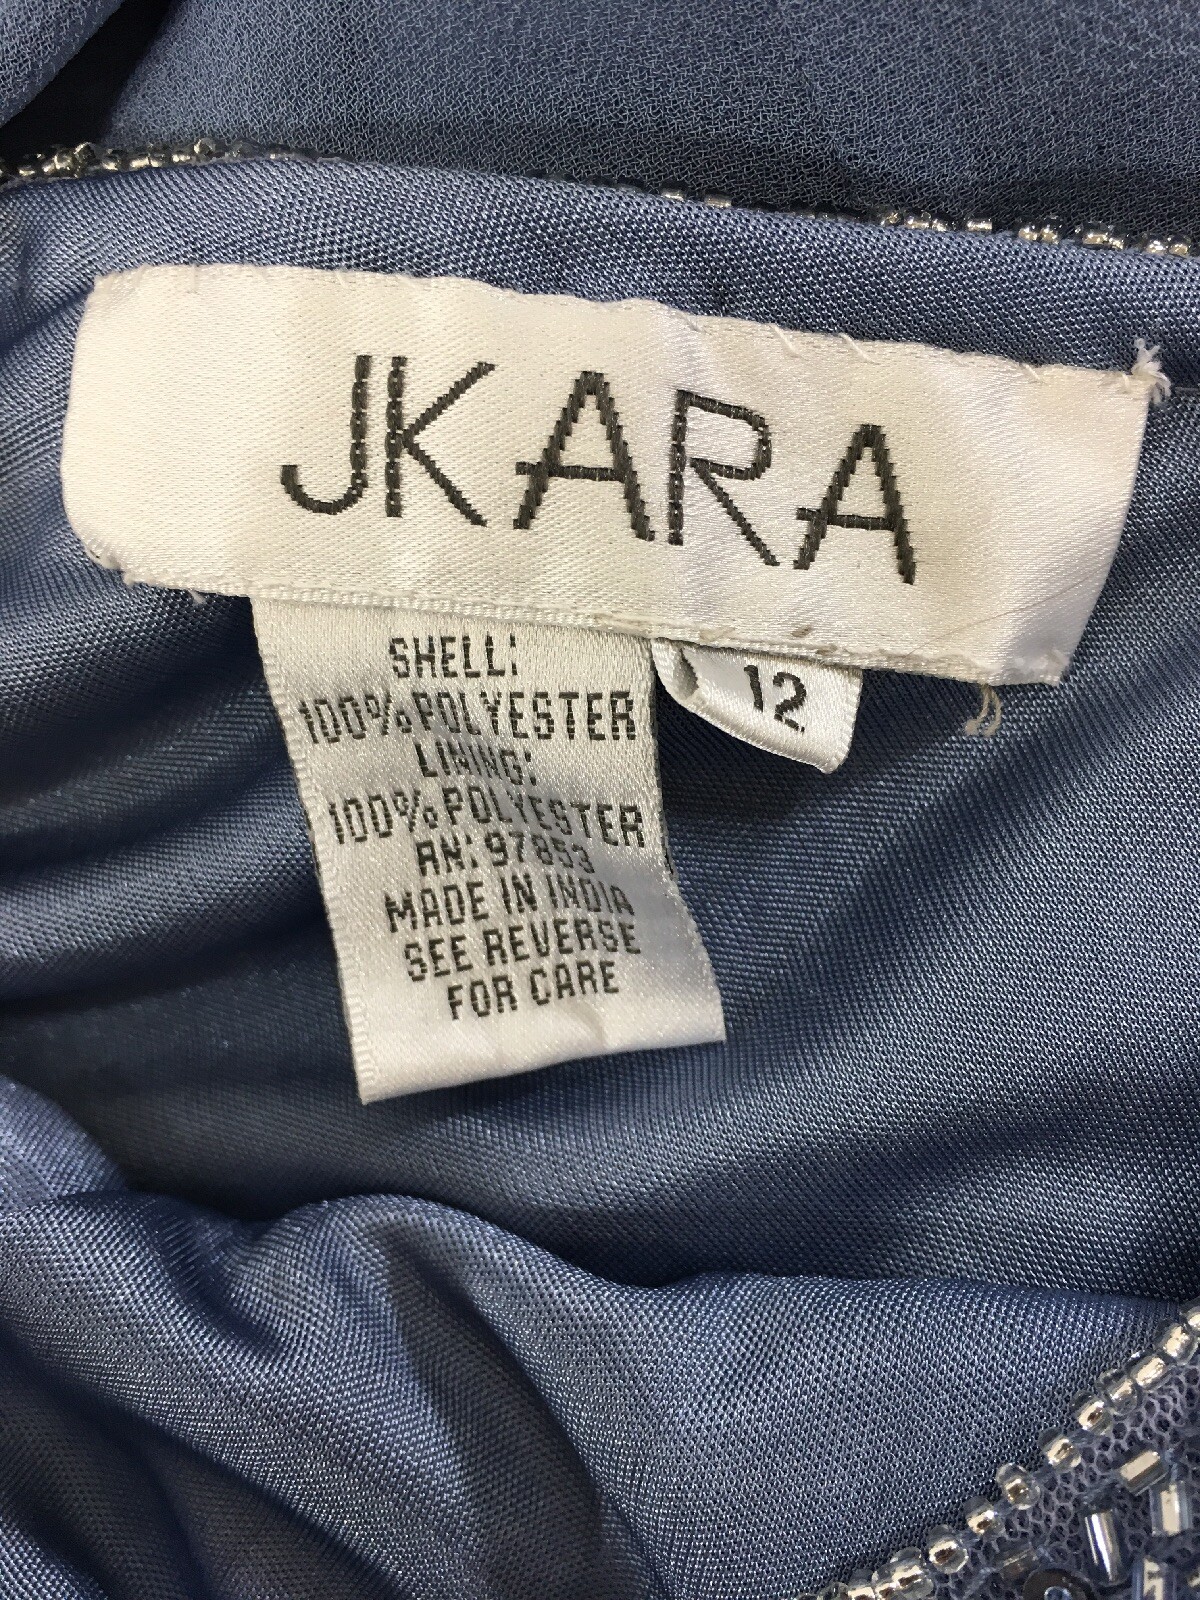 JKARA
SHELL:
100% POLYESTER
LINING:
100% POLYESTER
RN: 97853
MADE IN INDIA
SEE REVERSE
FOR CARE
12